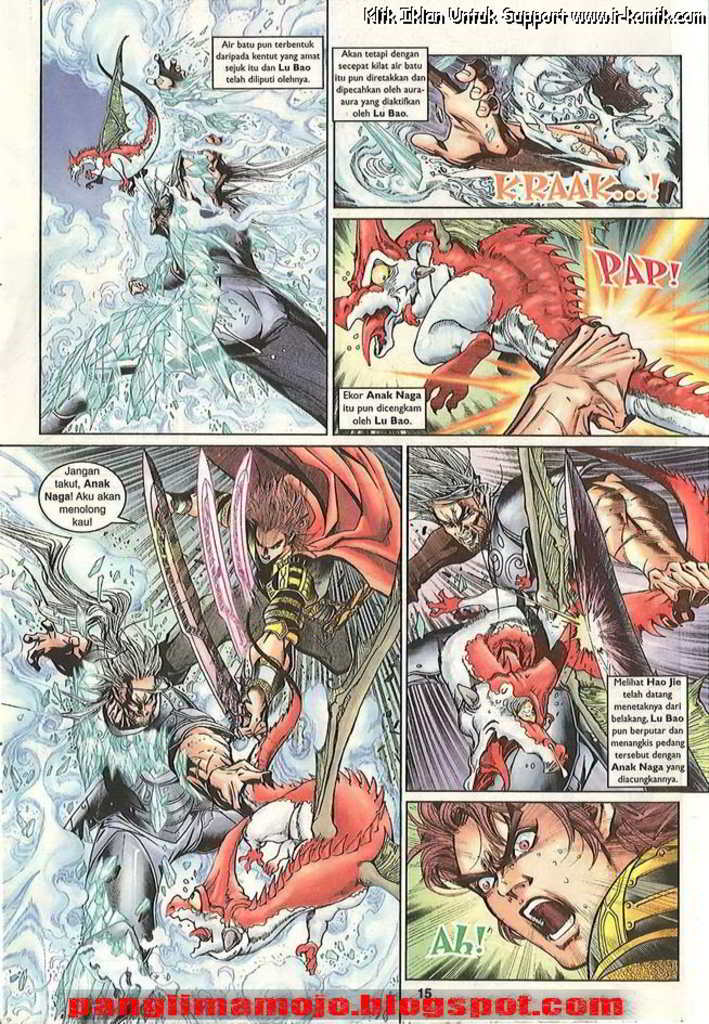 Klik Iklan Untuk Support www.ir-komik.com
Air batu pun terbentuk
daripada kentut yang amat
sejuk itu dan Lu Bao
telah diliputi olehnya.
Akan tetapi dengan
secepat kilat air batu
itu pun diretakkan dan
dipecahkan oleh aura-
aura yang diaktifkan
oleh Lu Bao.
KRAAK...!
PAP!
Ekor Anak Naga
itu pun dicengkam
oleh Lu Bao.
Jangan
takut, Anak
Naga! Aku akan
menolong
kau!
Melihat Hao Jie
telah datang
menetaknya dari
belakang, Lu Bao
pun berputar dan
menangkis pedang
tersebut dengan
Anak Naga yang
diacungkannya.
Ah!
15
panglimamojo.blogspot.com